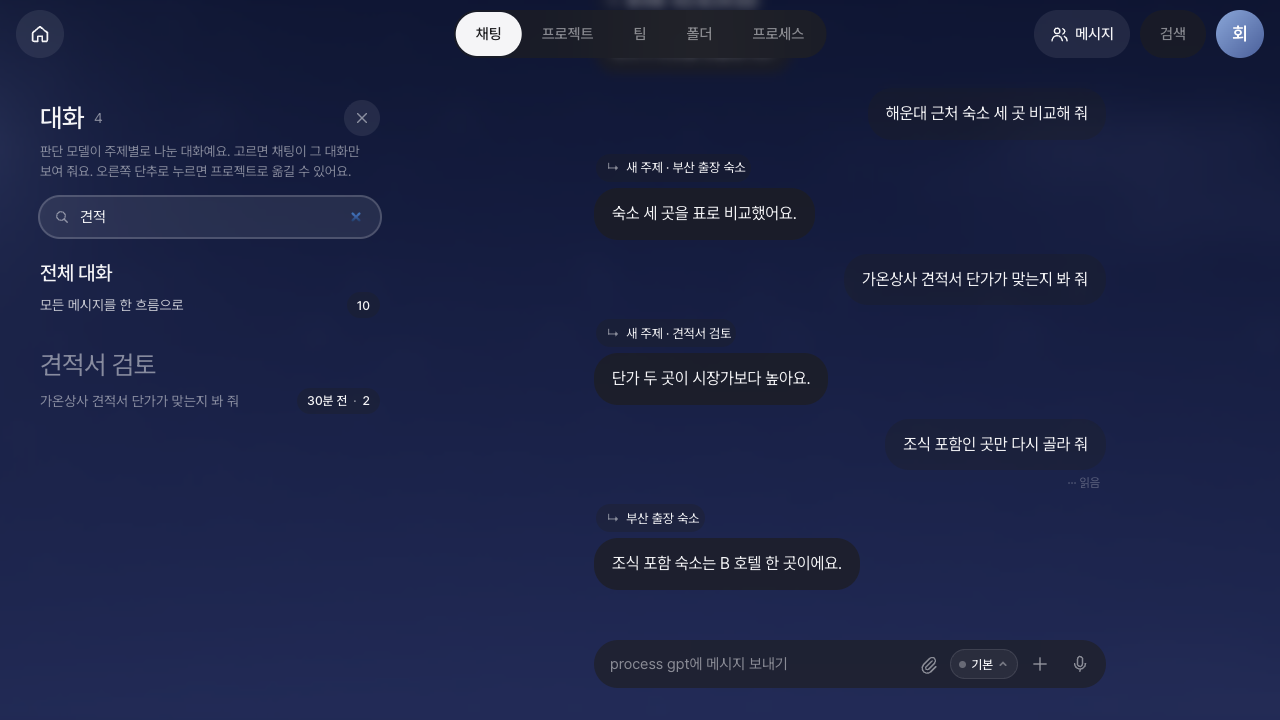 채팅
프로젝트
팀
폴더
프로세스
메시지
검색
회
대화 4
판단 모델이 주제별로 나눈 대화예요. 고르면 채팅이 그 대화만
보여 줘요. 오른쪽 단추로 누르면 프로젝트로 옮길 수 있어요.
견적
전체 대화
모든 메시지를 한 흐름으로
10
견적서 검토
가온상사 견적서 단가가 맞는지 봐 줘
30분 전 · 2
해운대 근처 숙소 세 곳 비교해 줘
새 주제 · 부산 출장 숙소
숙소 세 곳을 표로 비교했어요.
가온상사 견적서 단가가 맞는지 봐 줘
새 주제 · 견적서 검토
단가 두 곳이 시장가보다 높아요.
조식 포함인 곳만 다시 골라 줘
··· 읽음
부산 출장 숙소
조식 포함 숙소는 B 호텔 한 곳이에요.
process gpt에 메시지 보내기
기본